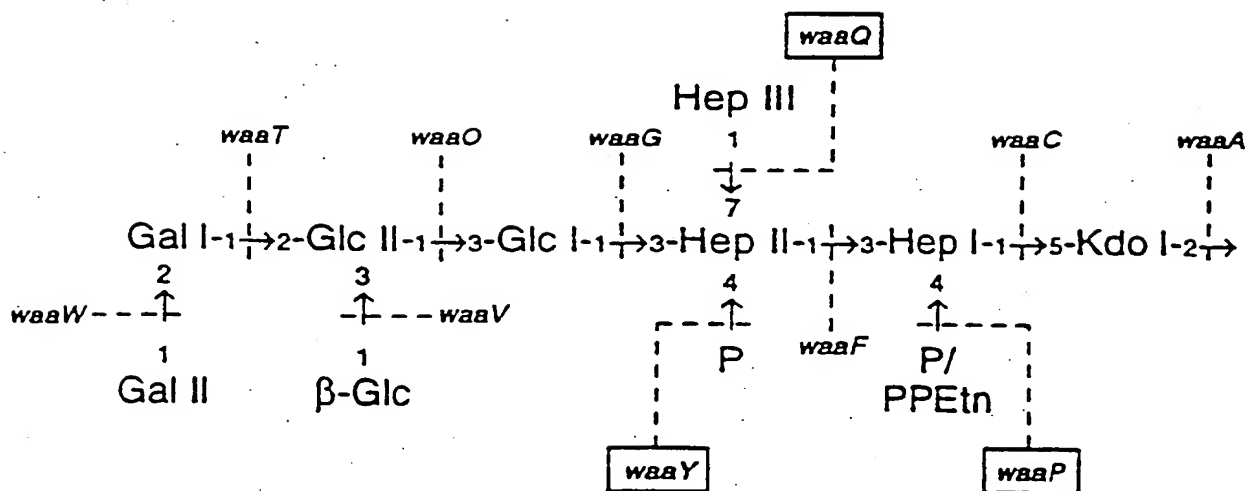 waaQ
Hep III
waaT waaO waaG 1 waaC waaA
7
Gal I-1→2-Glc II-1→3-Glc I-1→3-Hep II-1→3-Hep I-1→5-Kdo I-2→
2 3 4 4
waaW waaV
1 1 P waaF P/
Gal II β-Glc PPEtn
waaY waaP